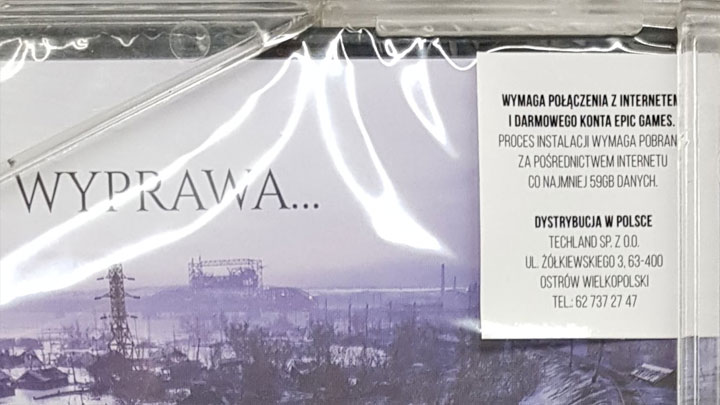 WYPRAWA...
WYMAGA POŁĄCZENIA Z INTERNETEM
I DARMOWEGO KONTA EPIC GAMES.
PROCES INSTALACJI WYMAGA
ZA POŚREDNICTWEM INTERNETU
CO NAJMNIEJ 59GB DANYCH.
DYSTRYBUCJA W POLSCE
TECHLAND SP. Z O.O.
UL. ŻÓŁKIEWSKIEGO 3, 63-400
OSTRÓW WIELKOPOLSKI
TEL.: 62 737 27 47